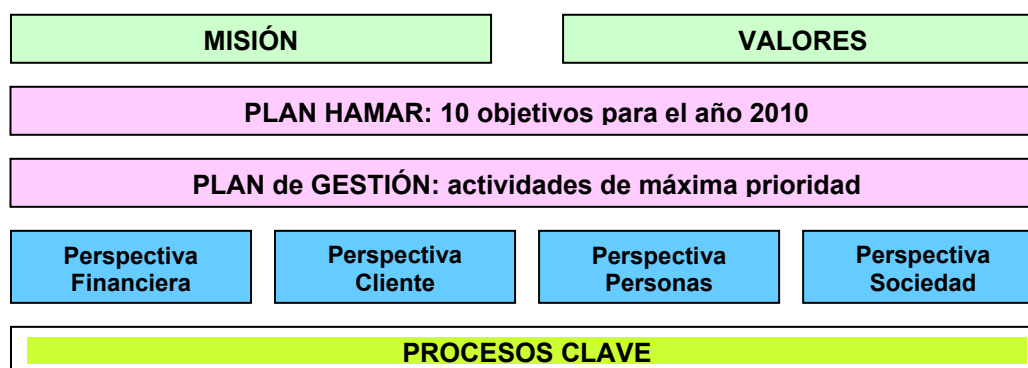 MISIÓN
VALORES
PLAN HAMAR: 10 objetivos para el año 2010
PLAN de GESTIÓN: actividades de máxima prioridad
Perspectiva
Financiera
Perspectiva
Cliente
Perspectiva
Personas
Perspectiva
Sociedad
PROCESOS CLAVE